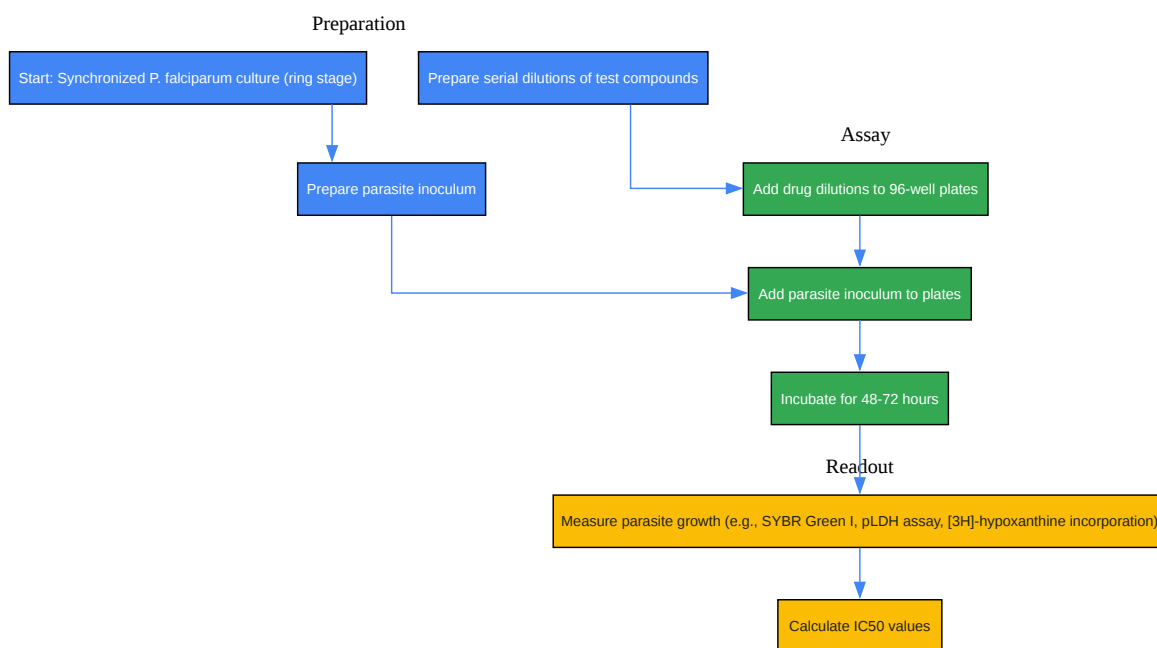 Preparation
Start: Synchronized P. falciparum culture (ring stage)
Prepare serial dilutions of test compounds
Assay
Prepare parasite inoculum
Add drug dilutions to 96-well plates
Add parasite inoculum to plates
Incubate for 48-72 hours
Readout
Measure parasite growth (e.g., SYBR Green I, pLDH assay, [3H]-hypoxanthine incorporation)
Calculate IC50 values